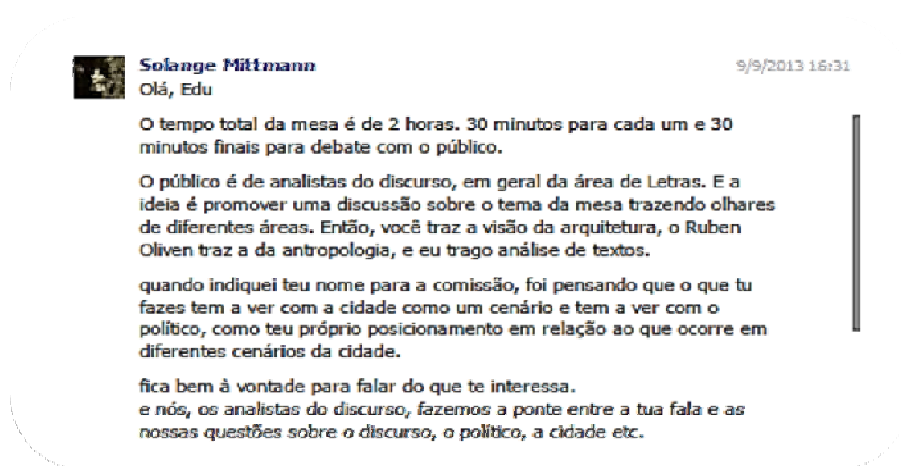 Solange Mittmann
9/9/2013 16:31
Olá, Edu
O tempo total da mesa é de 2 horas. 30 minutos para cada um e 30
minutos finais para debate com o público.
O público é de analistas do discurso, em geral da área de Letras. E a
ideia é promover uma discussão sobre o tema da mesa trazendo olhares
de diferentes áreas. Então, você traz a visão da arquitetura, o Ruben
Oliven traz a da antropologia, e eu trago análise de textos.
quando indiquei teu nome para a comissão, foi pensando que o que tu
fazes tem a ver com a cidade como um cenário e tem a ver com o
político, como teu próprio posicionamento em relação ao que ocorre em
diferentes cenários da cidade.
fica bem à vontade para falar do que te interessa.
e nós, os analistas do discurso, fazemos a ponte entre a tua fala e as
nossas questões sobre o discurso, o político, a cidade etc.